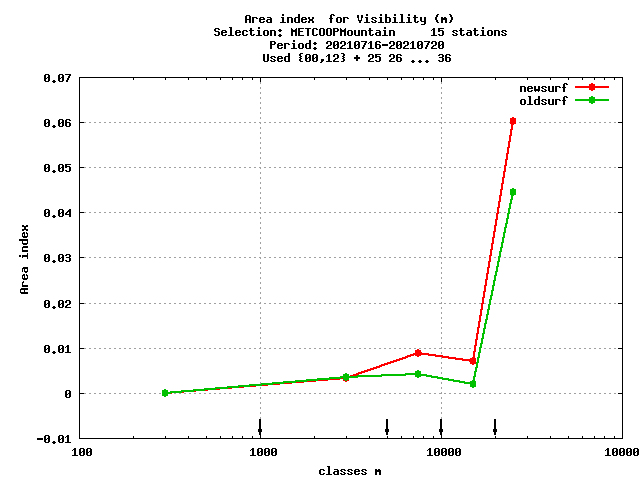 Area index  for Visibility (m)
Selection: METCOOPMountain     15 stations
Period: 20210716-20210720
Used {00,12} + 25 26 ... 36
newsurf
oldsurf
0.07
0.06
0.05
0.04
0.03
0.02
0.01
0
-0.01
Area index
100
1000
10000
10000
classes m